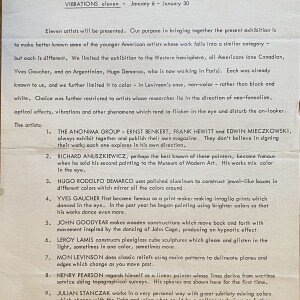 VIBRATIONS eleven - January 6 - January 30
Eleven artists will be presented. Our purpose in bringing together the present exhibition is
to make better known some of the younger American artists whose work falls into a similar category -
but each is different. We limited the exhibition to the Western hemisphere, all Americans (one Canadian,
Yves Gaucher, and an Argentinian, Hugo Demarco, who is now working in Paris). Each was already known
to us, and we further limited it to color - in Levinson's case, non-color - rather than black and
white. Choice was further restricted to artists whose researches lie in the direction of neo-formalism,
optical effects, vibrations and other phenomena which tend to flicker in the eye and disturb the on-looker.
The artists:
1. THE ANONIMA GROUP - ERNST BENKERT, FRANK HEWITT and EDWIN MIECZKOWSKI,
always exhibit together and publish their own magazine. They don't believe in signing
their works; each one explores in his own direction.
2. RICHARD ANUSZKIEWICZ, perhaps the best known of these painters, became famous
when he sold his second painting to the Museum of Modern Art. His works mix color
in the eye.
3. HUGO RODOLFO DEMARCO uses polished aluminum to construct jewel-like boxes in
different colors which mirror all the colors around.
4. YVES GAUCHER first became famous as a print maker making intaglio prints which
danced in the eye. In the past year he began painting using brighter colors so that
his works dance even more.
5. JOHN GOODYEAR makes wooden constructions which move back and forth with
movement inspired by the dancing of John Cage, producing an hypnotic effect.
6. LEROY LAMIS constructs plexiglas cube sculptures which gleam and glisten in the
light, sometimes in one color, sometimes more.
7. MON LEVINSON does classic reliefs using moire patterns to delineate planes and
edges which change as you move past.
8. HENRY PEARSON regards himself as a linear painter whose lines derive from wartime
service doing topographical surveys. His spheres are shown here for the first time.
9. JULIAN STANCZAK works in a very personal way with great subtlety mixing colors